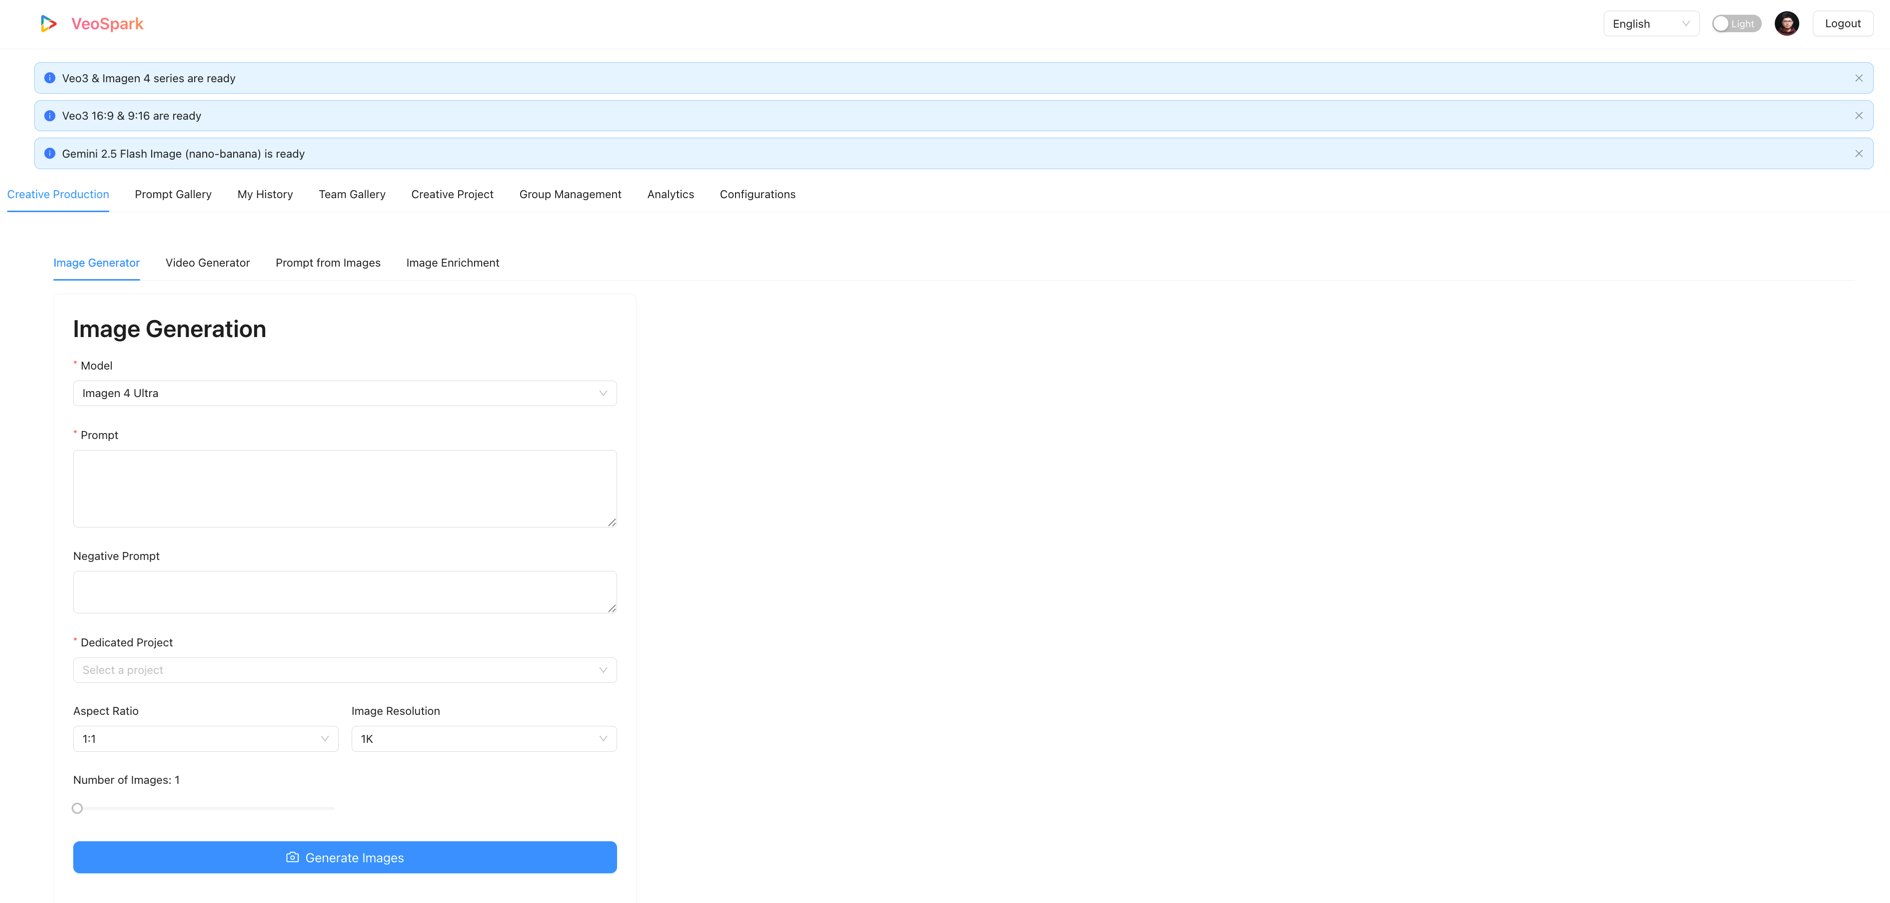 VeoSpark
English
Light
Logout
Veo3 & Imagen 4 series are ready
Veo3 16:9 & 9:16 are ready
Gemini 2.5 Flash Image (nano-banana) is ready
Creative Production Prompt Gallery My History Team Gallery Creative Project Group Management Analytics Configurations
Image Generator Video Generator Prompt from Images Image Enrichment
Image Generation
* Model
Imagen 4 Ultra
* Prompt
Negative Prompt
* Dedicated Project
Select a project
Aspect Ratio Image Resolution
1:1 1K
Number of Images: 1
Generate Images